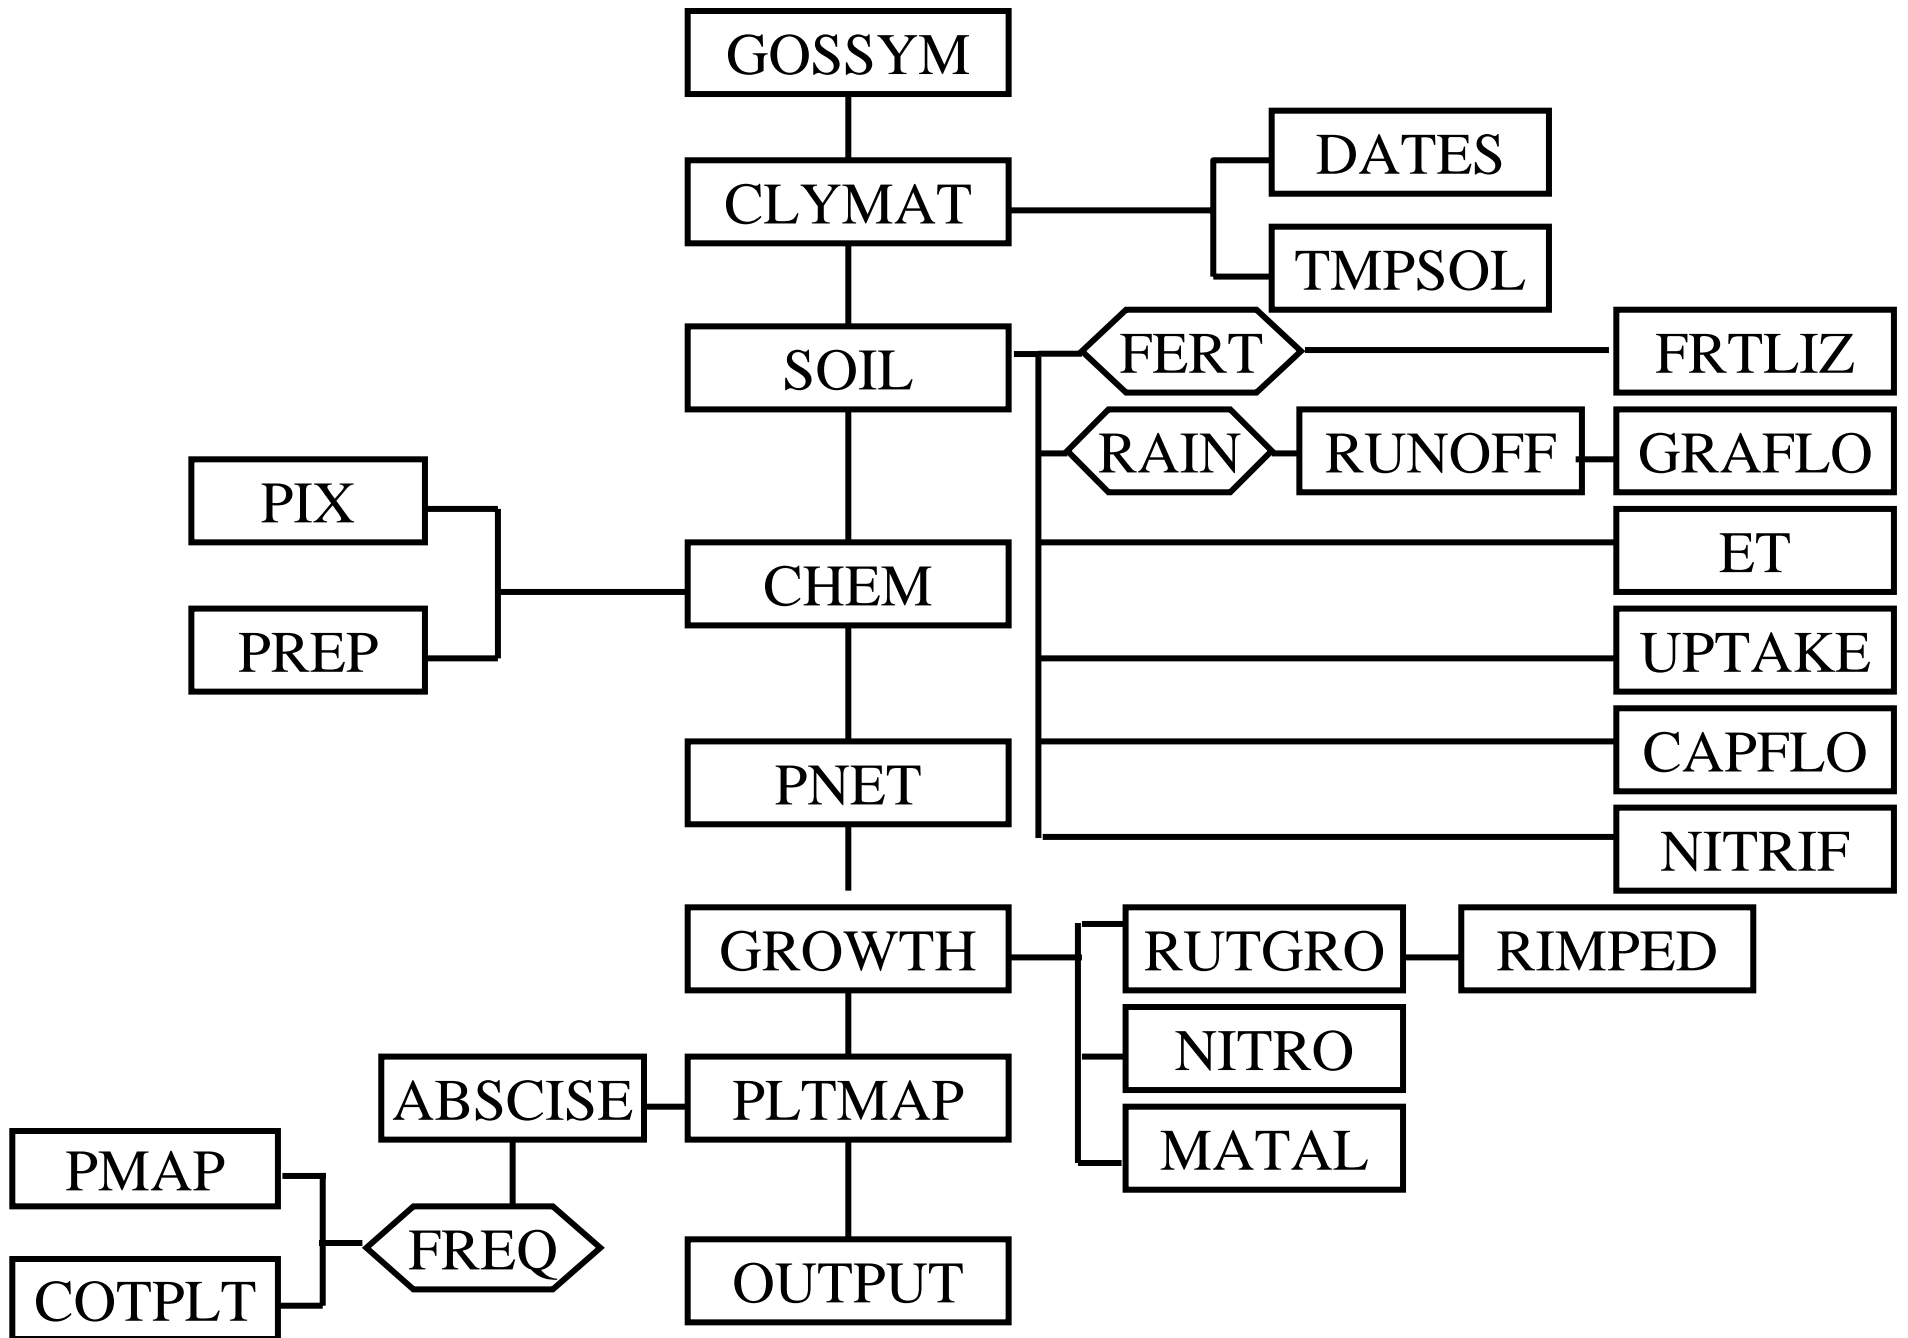 GOSSYM
DATES
CLYMAT
TMPSOL
SOIL
FERT
FRTLIZ
RAIN
RUNOFF
GRAFLO
PIX
ET
CHEM
PREP
UPTAKE
CAPFLO
PNET
NITRIF
GROWTH
RUTGRO
RIMPED
NITRO
ABSCISE
PLTMAP
MATAL
PMAP
FREQ
COTPLT
OUTPUT